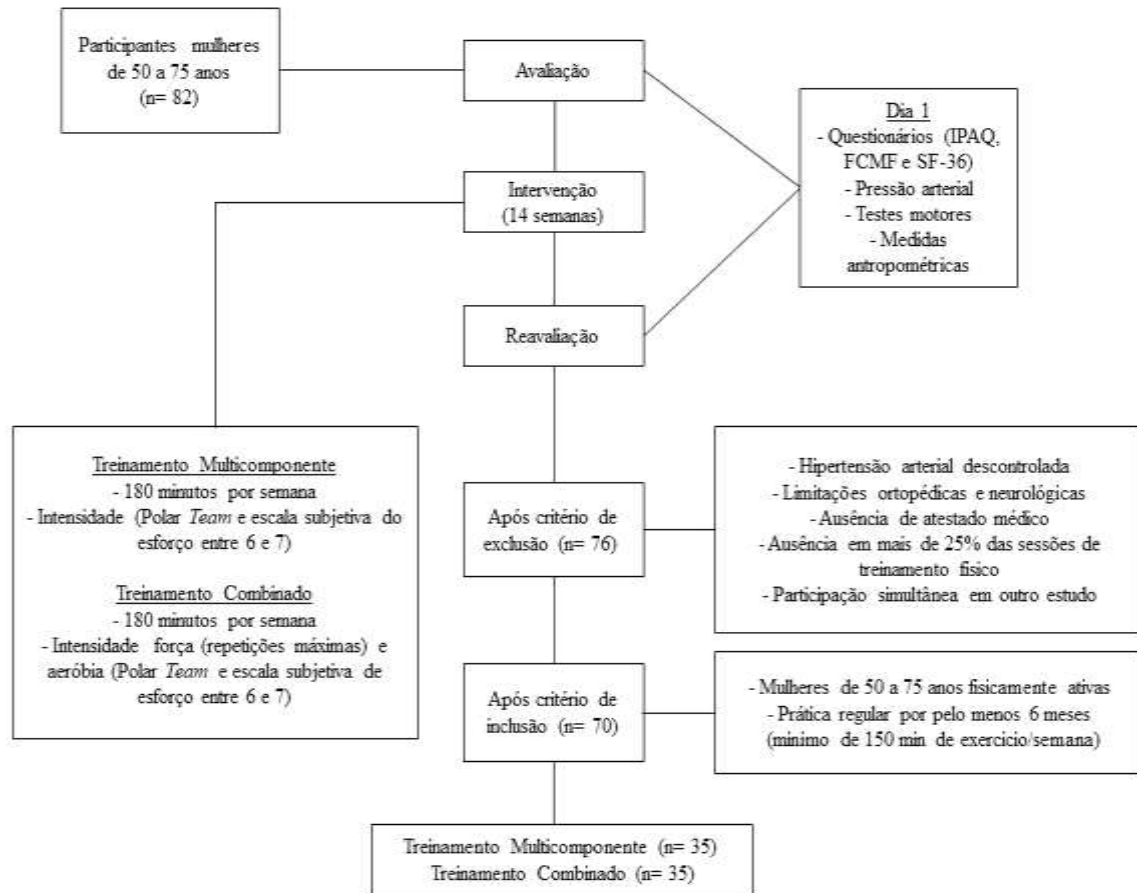 Participantes mulheres
de 50 a 75 anos
(n= 82)
Avaliação
Dia 1
- Questionários (IPAQ,
FCMF e SF-36)
- Pressão arterial
- Testes motores
- Medidas
antropométricas
Intervenção
(14 semanas)
Reavaliação
Treinamento Multicomponente
- 180 minutos por semana
- Intensidade (Polar Team e escala subjetiva do
esforço entre 6 e 7)
Treinamento Combinado
- 180 minutos por semana
- Intensidade força (repetições máximas) e
aeróbia (Polar Team e escala subjetiva de
esforço entre 6 e 7)
Após critério de
exclusão (n= 76)
- Hipertensão arterial descontrolada
- Limitações ortopédicas e neurológicas
- Ausência de atestado médico
- Ausência em mais de 25% das sessões de
treinamento físico
- Participação simultânea em outro estudo
Após critério de
inclusão (n= 70)
- Mulheres de 50 a 75 anos fisicamente ativas
- Prática regular por pelo menos 6 meses
(mínimo de 150 min de exercício/semana)
Treinamento Multicomponente (n= 35)
Treinamento Combinado (n= 35)